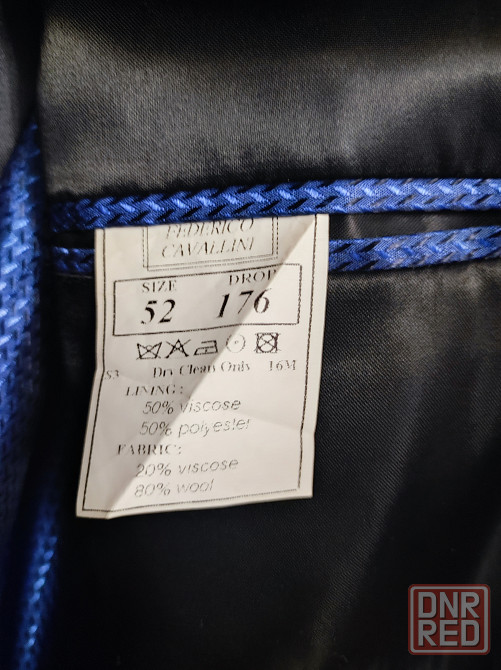 FEDERICO
CAVALLINI
SIZE DROP
52 176
S3 Dry Clean Only 16M
LINING:
50% viscose
50% polyester
FABRIC:
20% viscose
80% wool
DNR
RED